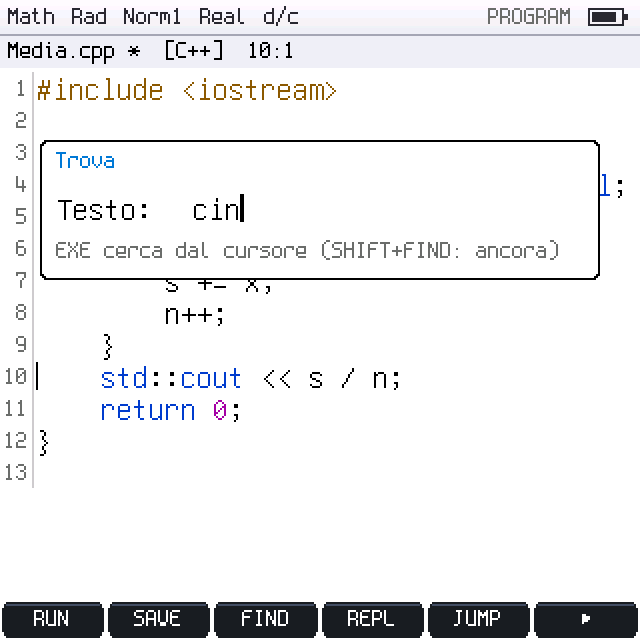 Math Rad Norm1 Real d/c PROGRAM
Media.cpp * [C++] 10:1
1 #include <iostream>
2
3
Trova
4 l;
5 Testo: cin
6 EXE cerca dal cursore (SHIFT+FIND: ancora)
7 s += x;
8 n++;
9 }
10 std::cout << s / n;
11 return 0;
12 }
13
RUN SAVE FIND REPL JUMP